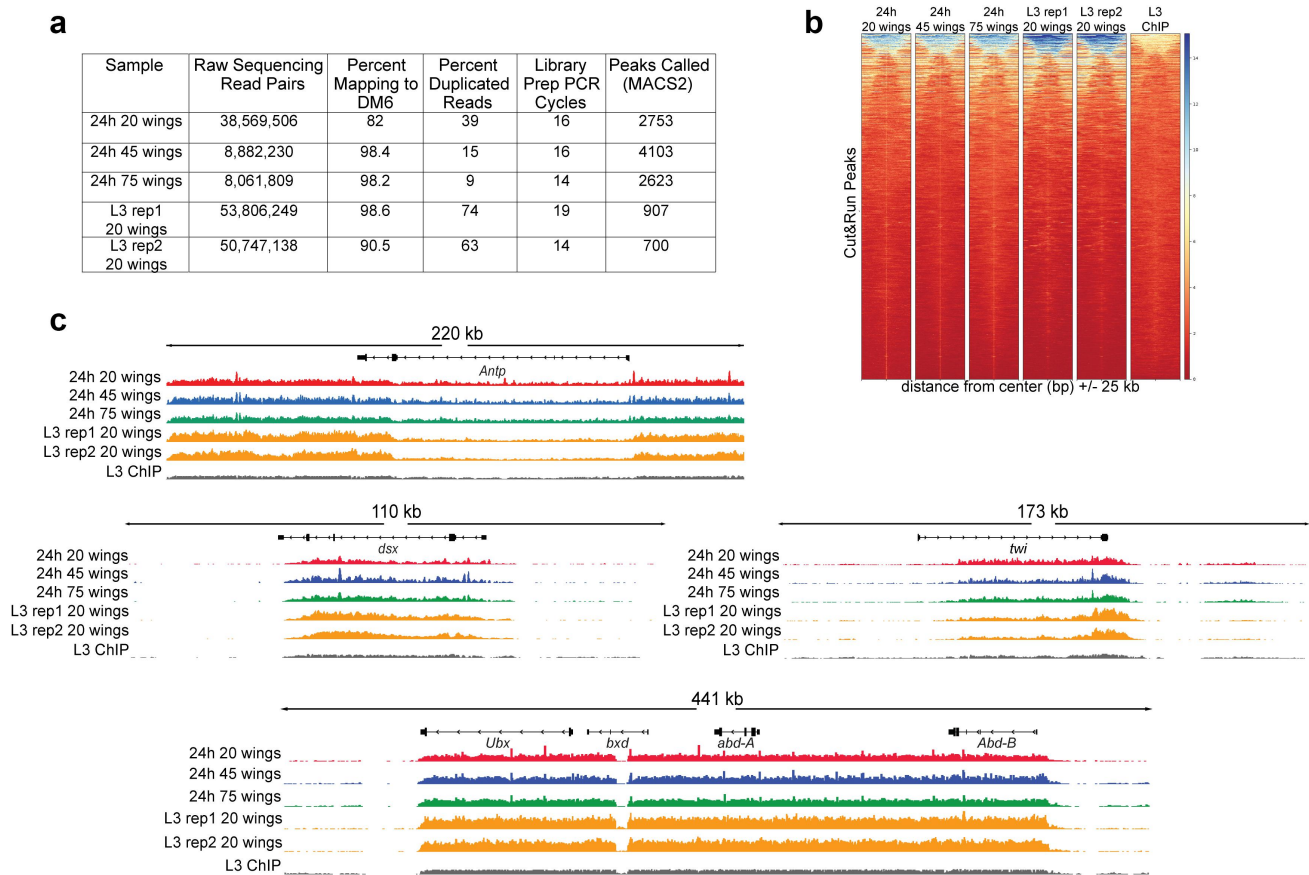 a
Sample Raw Sequencing Read Pairs Percent Mapping to DM6 Percent Duplicated Reads Library Prep PCR Cycles Peaks Called (MACS2)
24h 20 wings 38,569,506 82 39 16 2753
24h 45 wings 8,882,230 98.4 15 16 4103
24h 75 wings 8,061,809 98.2 9 14 2623
L3 rep1 20 wings 53,806,249 98.6 74 19 907
L3 rep2 20 wings 50,747,138 90.5 63 14 700
b
24h 20 wings
24h 45 wings
24h 75 wings
L3 rep1 20 wings
L3 rep2 20 wings
L3 ChIP
Cut&Run Peaks
14
12
10
8
6
4
2
0
distance from center (bp) +/- 25 kb
c
220 kb
Antp
24h 20 wings
24h 45 wings
24h 75 wings
L3 rep1 20 wings
L3 rep2 20 wings
L3 ChIP
110 kb
dsx
24h 20 wings
24h 45 wings
24h 75 wings
L3 rep1 20 wings
L3 rep2 20 wings
L3 ChIP
173 kb
twi
24h 20 wings
24h 45 wings
24h 75 wings
L3 rep1 20 wings
L3 rep2 20 wings
L3 ChIP
441 kb
Ubx bxd abd-A Abd-B
24h 20 wings
24h 45 wings
24h 75 wings
L3 rep1 20 wings
L3 rep2 20 wings
L3 ChIP